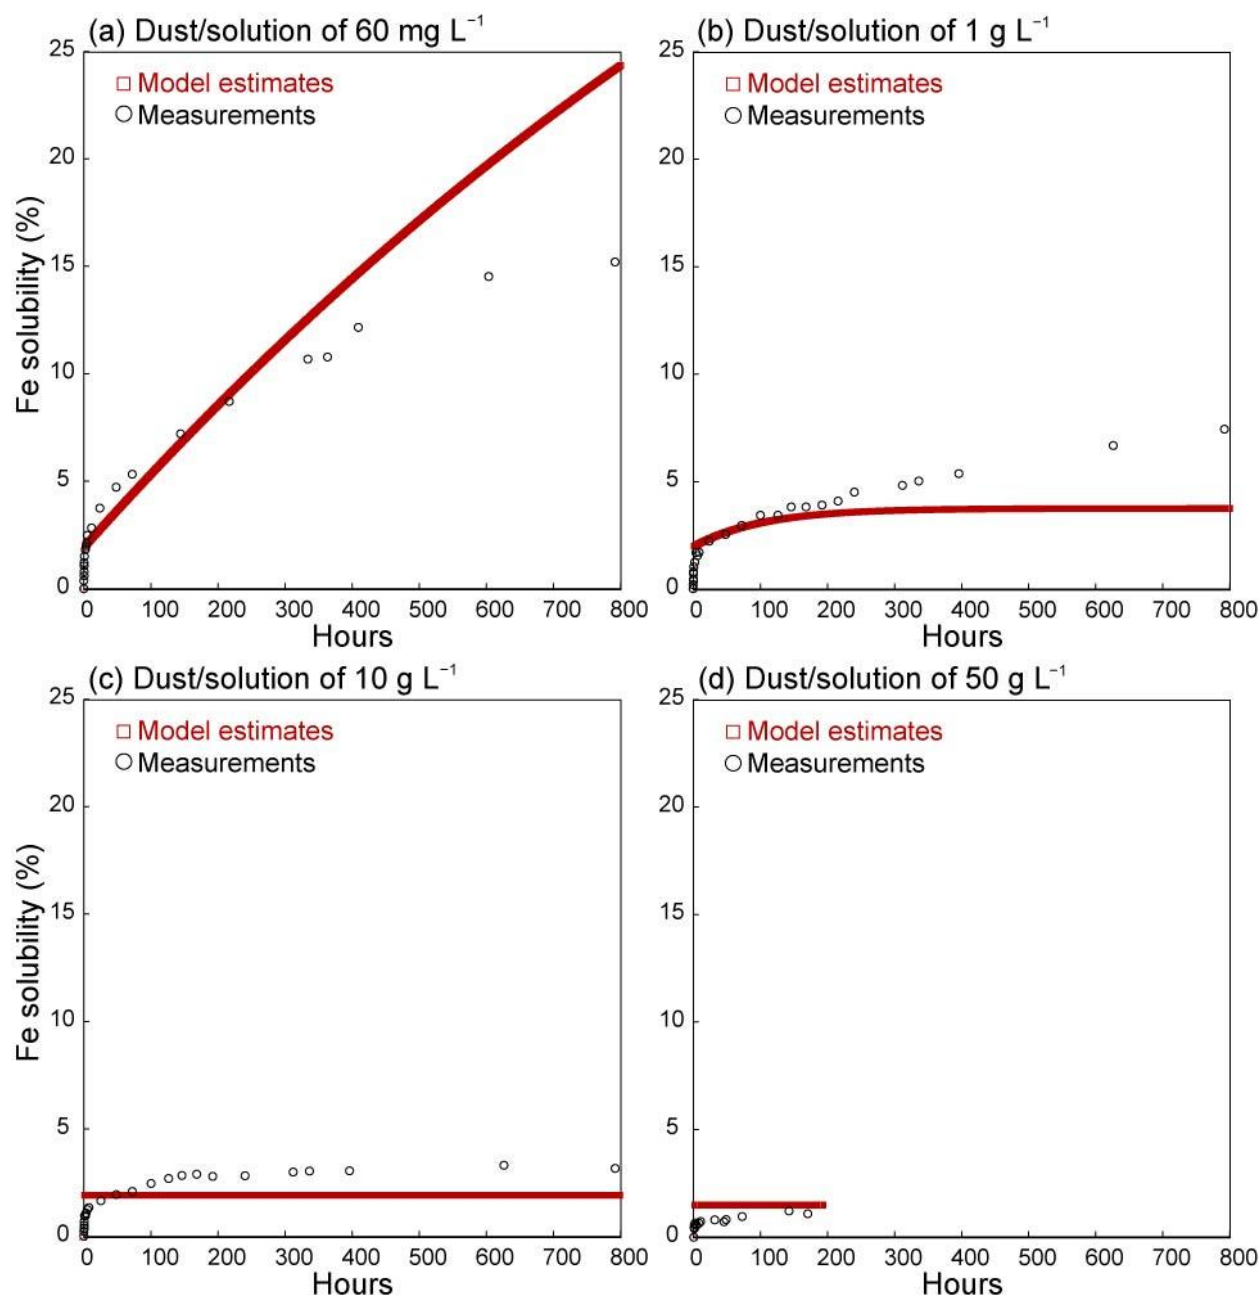 (a) Dust/solution of 60 mg L⁻¹
25
20
15
10
5
0
Fe solubility (%)
□ Model estimates
○ Measurements
0 100 200 300 400 500 600 700 800
Hours
(b) Dust/solution of 1 g L⁻¹
25
20
15
10
5
0
□ Model estimates
○ Measurements
0 100 200 300 400 500 600 700 800
Hours
(c) Dust/solution of 10 g L⁻¹
25
20
15
10
5
0
Fe solubility (%)
□ Model estimates
○ Measurements
0 100 200 300 400 500 600 700 800
Hours
(d) Dust/solution of 50 g L⁻¹
25
20
15
10
5
0
□ Model estimates
○ Measurements
0 100 200 300 400 500 600 700 800
Hours